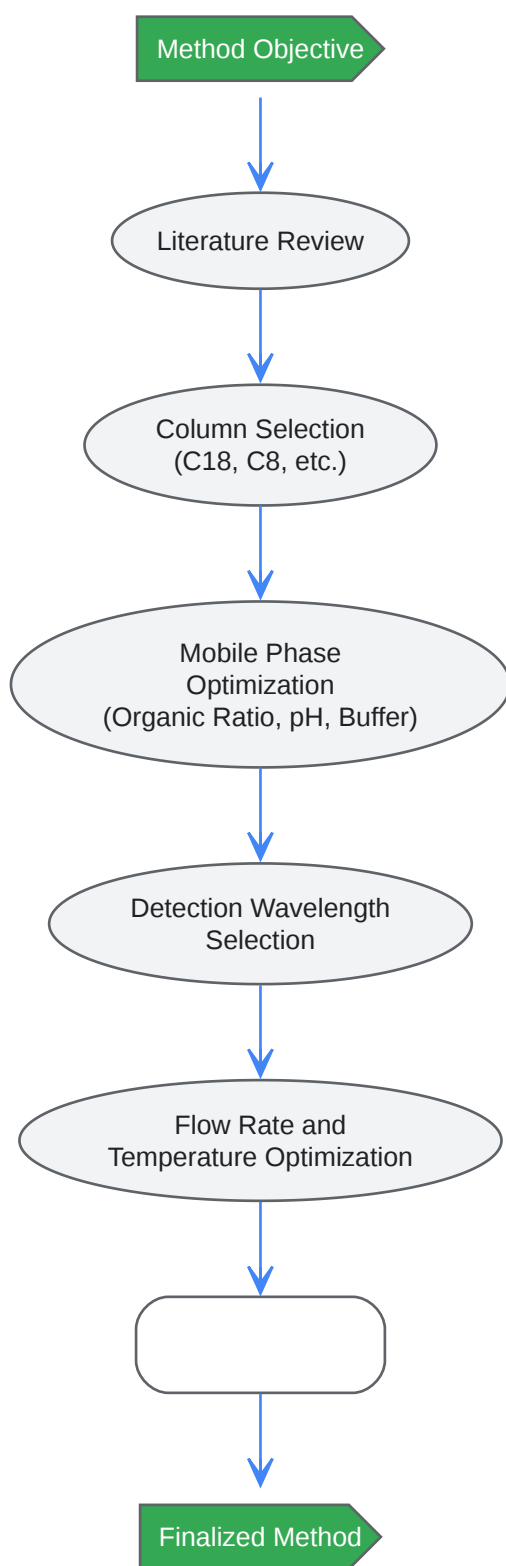 Method Objective
Literature Review
Column Selection
(C18, C8, etc.)
Mobile Phase
Optimization
(Organic Ratio, pH, Buffer)
Detection Wavelength
Selection
Flow Rate and
Temperature Optimization
Finalized Method